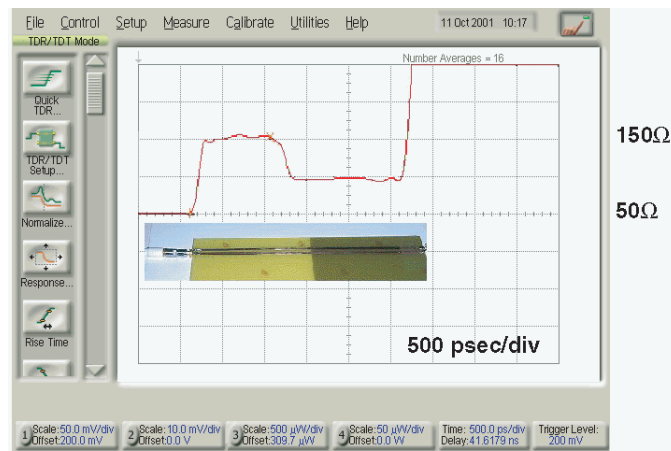 File Control Setup Measure Calibrate Utilities Help 11 Oct 2001 10:17
TDR/TDT Mode
Number Averages = 16
Quick
TDR...
TDR/TDT
Setup...
Normalize...
Response...
Rise Time
150Ω
50Ω
500 psec/div
1 Scale:50.0 mV/div
Offset:200.0 mV
2 Scale:10.0 mV/div
Offset:0.0 V
3 Scale:500 µW/div
Offset:309.7 µW
4 Scale:50 µW/div
Offset:0.0 W
Time: 500.0 ps/div
Delay:41.6179 ns
Trigger Level:
200 mV